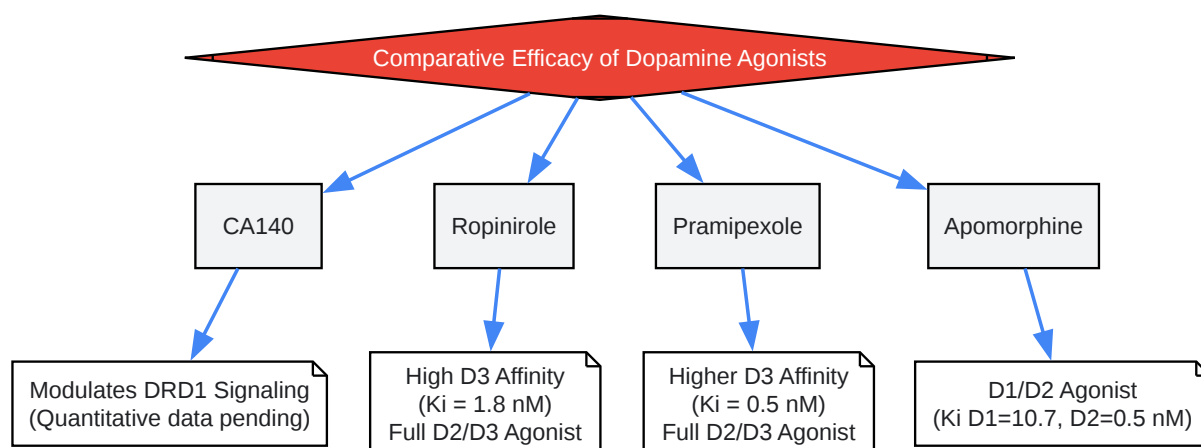 Comparative Efficacy of Dopamine Agonists
CA140
Ropinirole
Pramipexole
Apomorphine
Modulates DRD1 Signaling
(Quantitative data pending)
High D3 Affinity
(Ki = 1.8 nM)
Full D2/D3 Agonist
Higher D3 Affinity
(Ki = 0.5 nM)
Full D2/D3 Agonist
D1/D2 Agonist
(Ki D1=10.7, D2=0.5 nM)